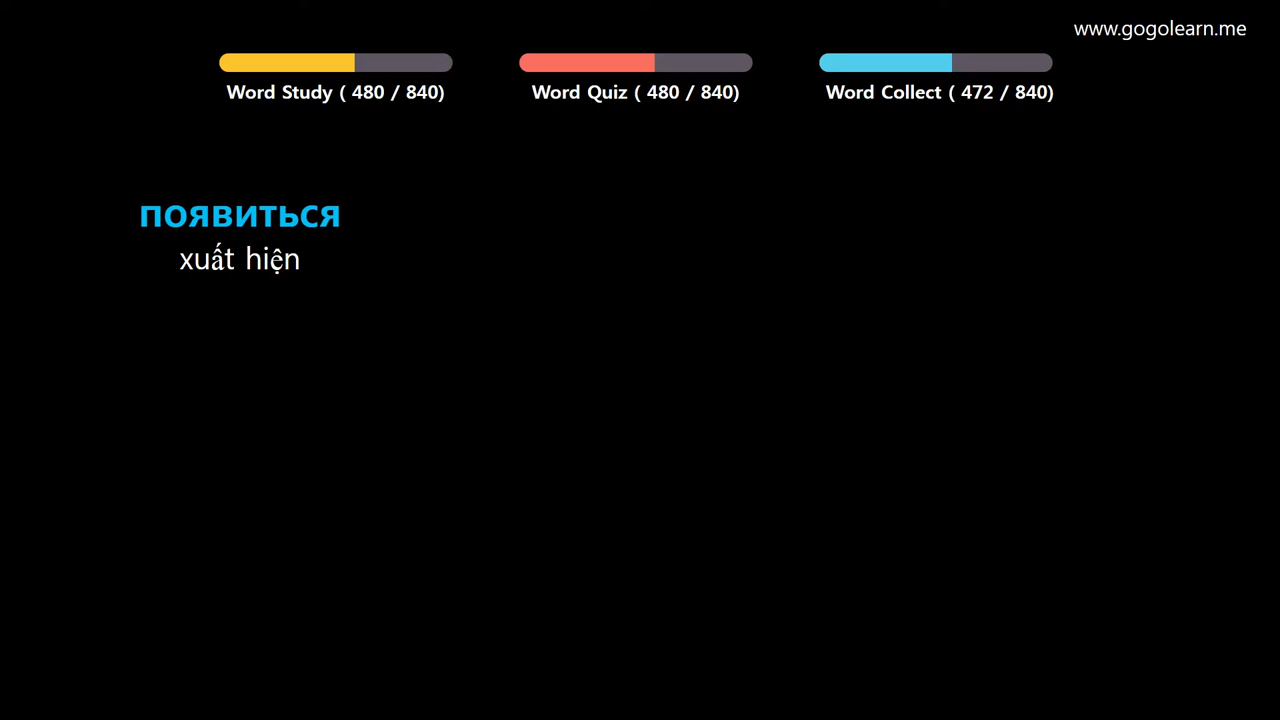 www.gogolearn.me
Word Study ( 480 / 840)
Word Quiz ( 480 / 840)
Word Collect ( 472 / 840)
появиться
xuất hiện